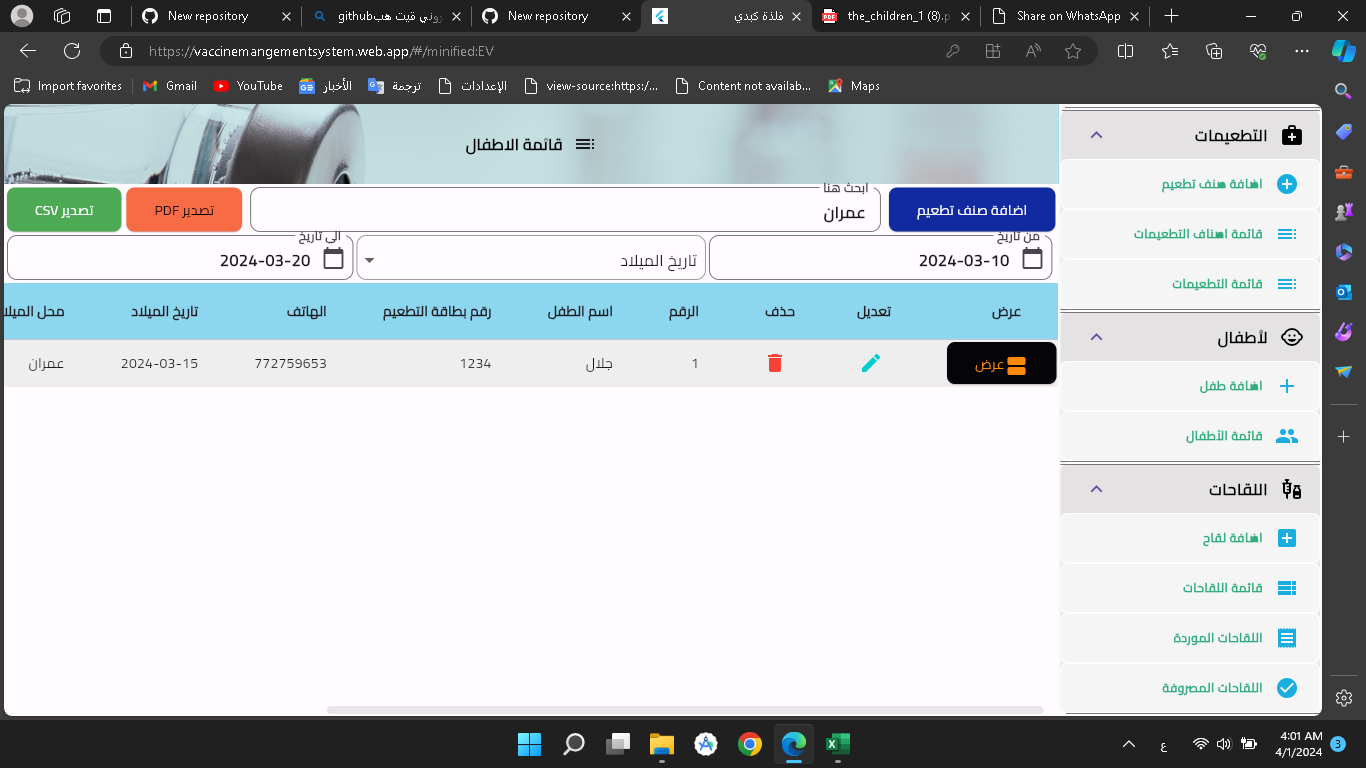 New repository
githubروني قيت هب
New repository
فلذة كبدي
the_children_1 (8).p
Share on WhatsApp
https://vaccinemangementsystem.web.app/#/minified:EV
Import favorites
Gmail
YouTube
الأخبار
ترجمة
الإعدادات
view-source:https:/...
Content not availab...
Maps
قائمة الاطفال
اضافة صنف تطعيم
ابحث هنا
عمران
تصدير PDF
تصدير CSV
من تاريخ
2024-03-10
تاريخ الميلاد
الى تاريخ
2024-03-20
عرض
تعديل
حذف
الرقم
اسم الطفل
رقم بطاقة التطعيم
الهاتف
تاريخ الميلاد
محل الميلا
عرض
1
جلال
1234
772759653
2024-03-15
عمران
التطعيمات
اضافة صنف تطعيم
قائمة اصناف التطعيمات
قائمة التطعيمات
لأطفال
اضافة طفل
قائمة الأطفال
اللقاحات
اضافة لقاح
قائمة اللقاحات
اللقاحات الموردة
اللقاحات المصروفة
ع
4:01 AM
4/1/2024
3